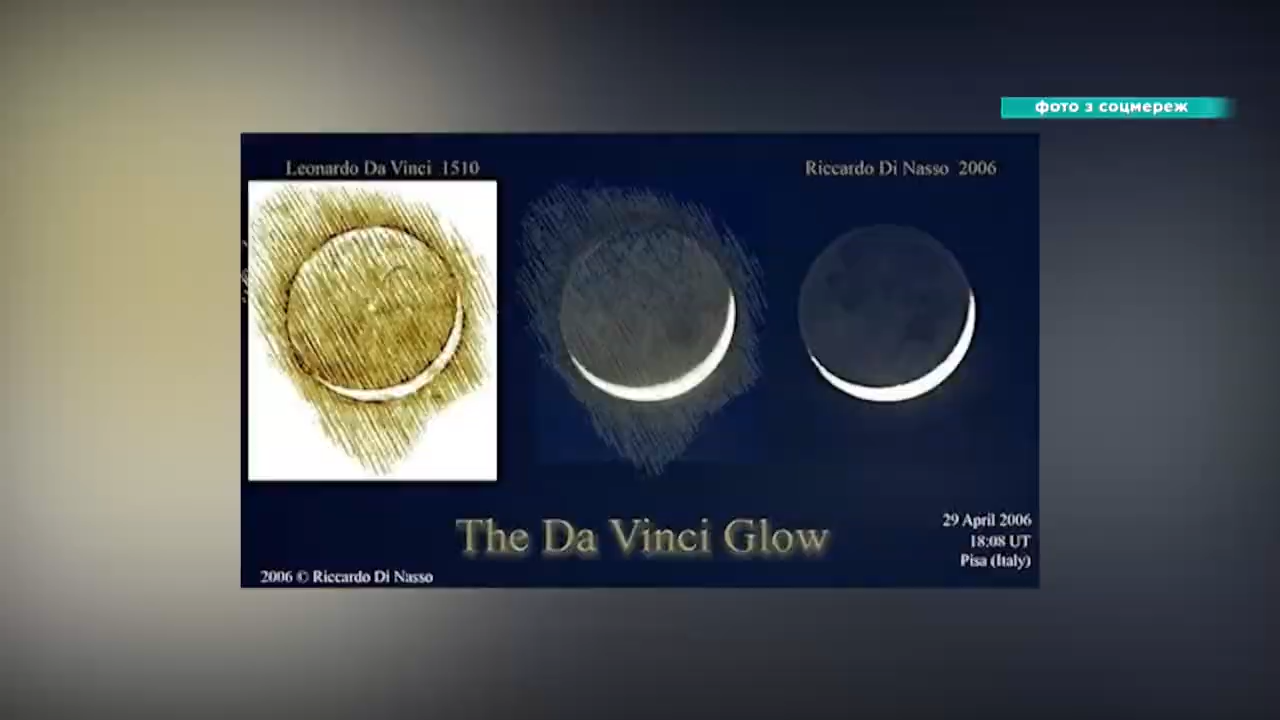 фото з соцмереж
Leonardo Da Vinci 1510
Riccardo Di Nasso 2006
The Da Vinci Glow
29 April 2006
18:08 UT
Pisa (Italy)
2006 © Riccardo Di Nasso